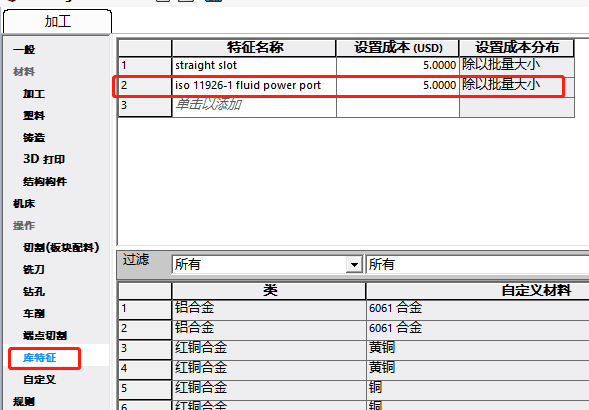 加工
一般
材料
加工
塑料
铸造
3D 打印
结构构件
机床
操作
切割(板块配料)
铣刀
钻孔
车削
端点切割
库特征
自定义
规则
特征名称 设置成本 (USD) 设置成本分布
1 straight slot 5.0000 除以批量大小
2 iso 11926-1 fluid power port 5.0000 除以批量大小
3 单击以添加
过滤 所有 所有
类 自定义材料
1 铝合金 6061 合金
2 铝合金 6061 合金
3 红铜合金 黄铜
4 红铜合金 黄铜
5 红铜合金 铜
6 红铜合金 铜